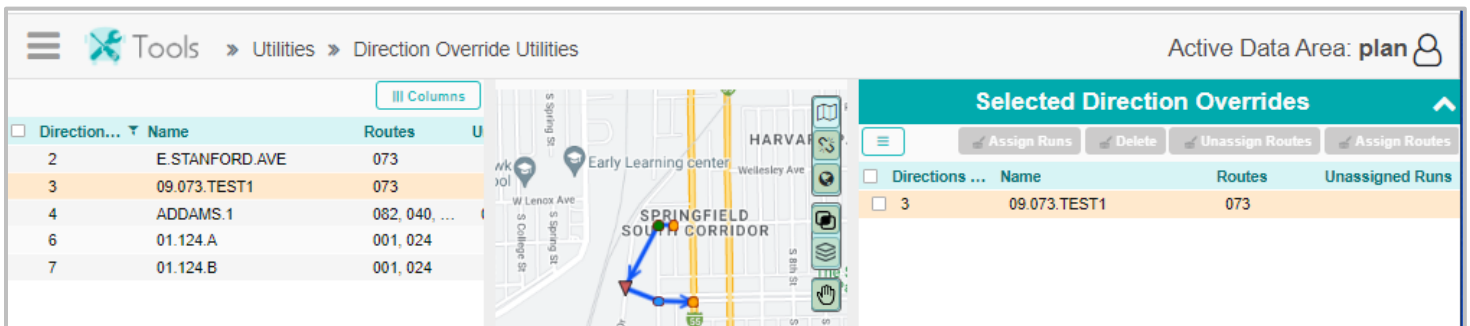 Tools » Utilities » Direction Override Utilities
Active Data Area: plan
Columns
Direction... Name Routes U
2 E.STANFORD.AVE 073
3 09.073.TEST1 073
4 ADDAMS.1 082, 040, ...
6 01.124.A 001, 024
7 01.124.B 001, 024
S Spring St
HARVAR
Early Learning center
Wellesley Ave
W Lenox Ave
SPRINGFIELD
SOUTH CORRIDOR
S College St
S Spring St
S 8th St
55
Selected Direction Overrides
Assign Runs Delete Unassign Routes Assign Routes
Directions ... Name Routes Unassigned Runs
3 09.073.TEST1 073